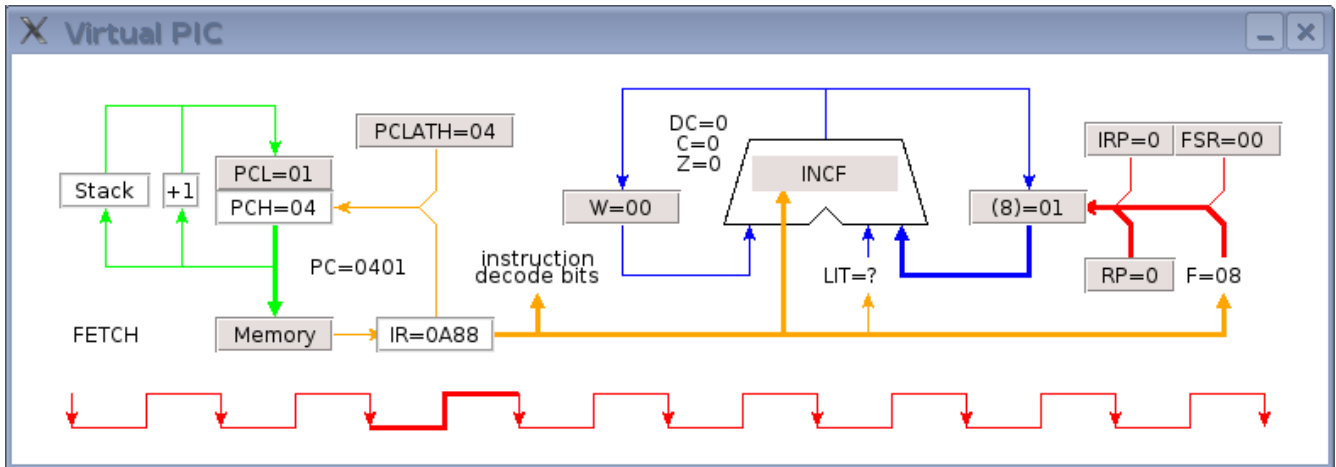 Virtual PIC
PCLATH=04
DC=0
C=0
Z=0
IRP=0
FSR=00
PCL=01
INCF
Stack
+1
PCH=04
W=00
(8)=01
PC=0401
instruction
decode bits
LIT=?
RP=0
F=08
FETCH
Memory
IR=0A88